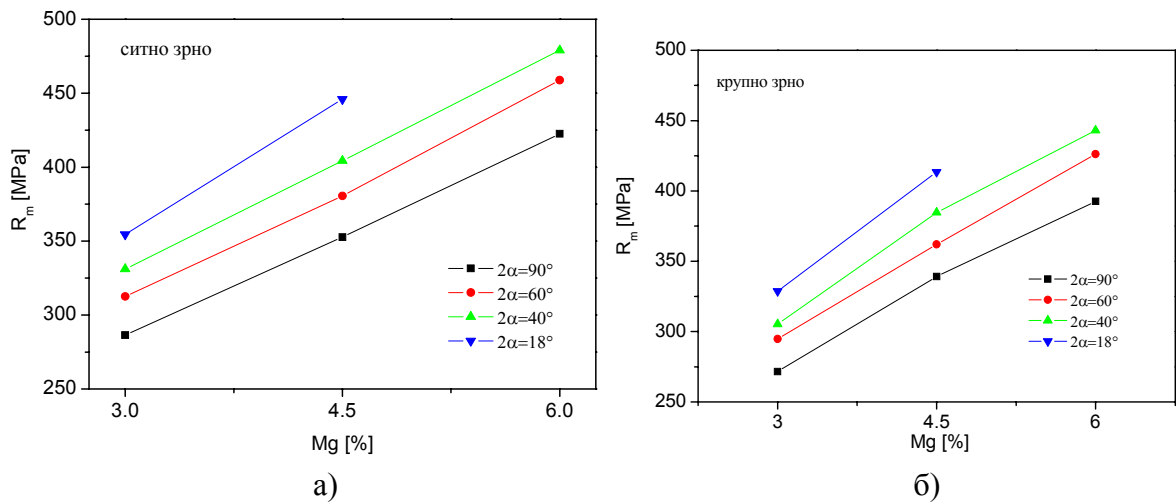 500
450
400
350
300
250
R_m [MPa]
ситно зрно
2α=90°
2α=60°
2α=40°
2α=18°
3.0 4.5 6.0
Mg [%]
а)
500
450
400
350
300
250
R_m [MPa]
крупно зрно
2α=90°
2α=60°
2α=40°
2α=18°
3 4.5 6
Mg [%]
б)